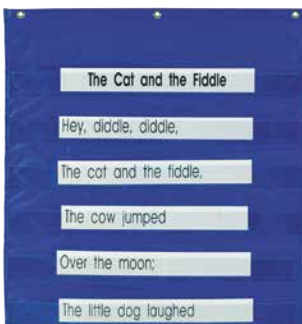 The Cat and the Fiddle
Hey, diddle, diddle,
The cat and the fiddle,
The cow jumped
Over the moon;
The little dog laughed